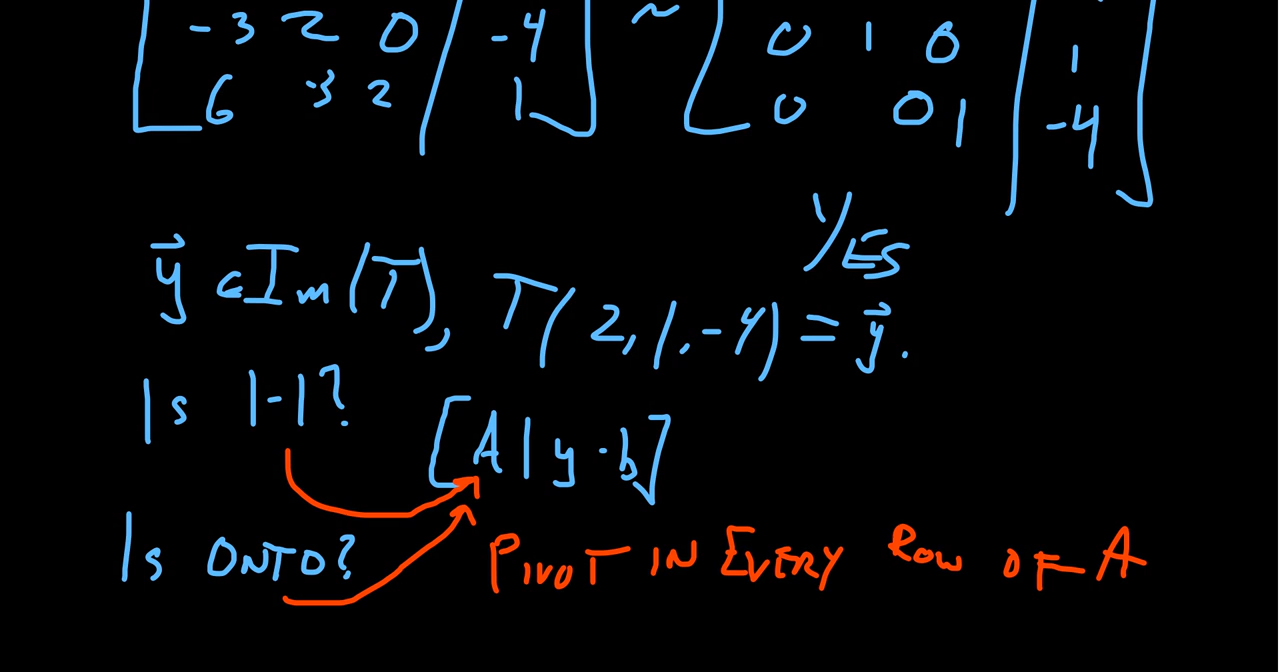 -3 2 0 | -4 ~ 0 1 0 | 1
6 -3 2 | 1 0 0 1 | -4
YES
y⃗ ∈ Im(T), T(2,1,-4) = y⃗.
Is 1-1?
[A|y-b]
Is ONTO? PIVOT IN EVERY ROW OF A